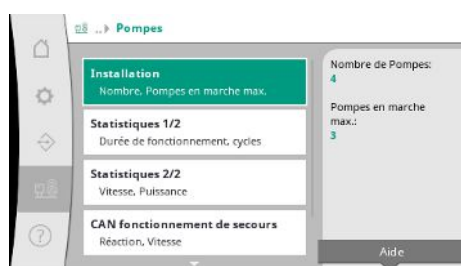 ... Pompes
Installation
Nombre, Pompes en marche max.
Statistiques 1/2
Durée de fonctionnement, cycles
Statistiques 2/2
Vitesse, Puissance
CAN fonctionnement de secours
Réaction, Vitesse
Nombre de Pompes:
4
Pompes en marche
max.:
3
Aide
?